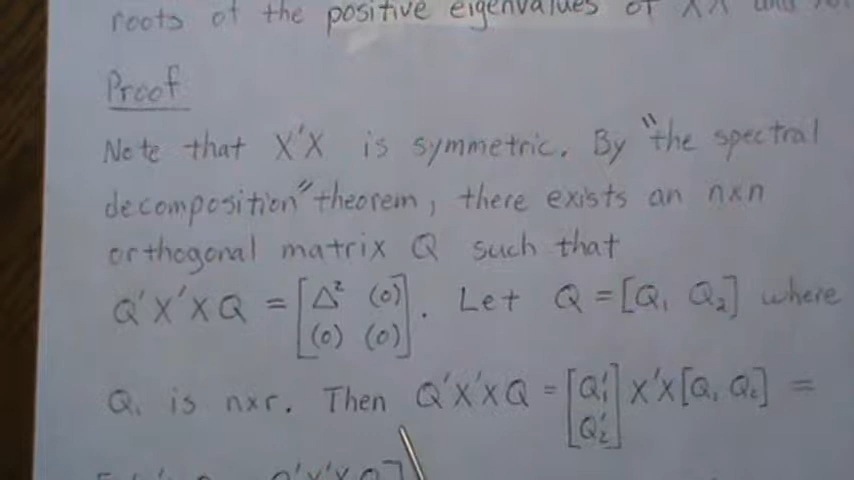 roots of the positive eigenvalues of X'X and
Proof
Note that X'X is symmetric. By "the spectral
decomposition" theorem, there exists an n×n
orthogonal matrix Q such that
Q'X'XQ = [Δ² (0) (0) (0)]. Let Q = [Q₁ Q₂] where
Q₁ is n×r. Then Q'X'XQ = [Q₁' Q₂'] X'X[Q₁ Q₂] =